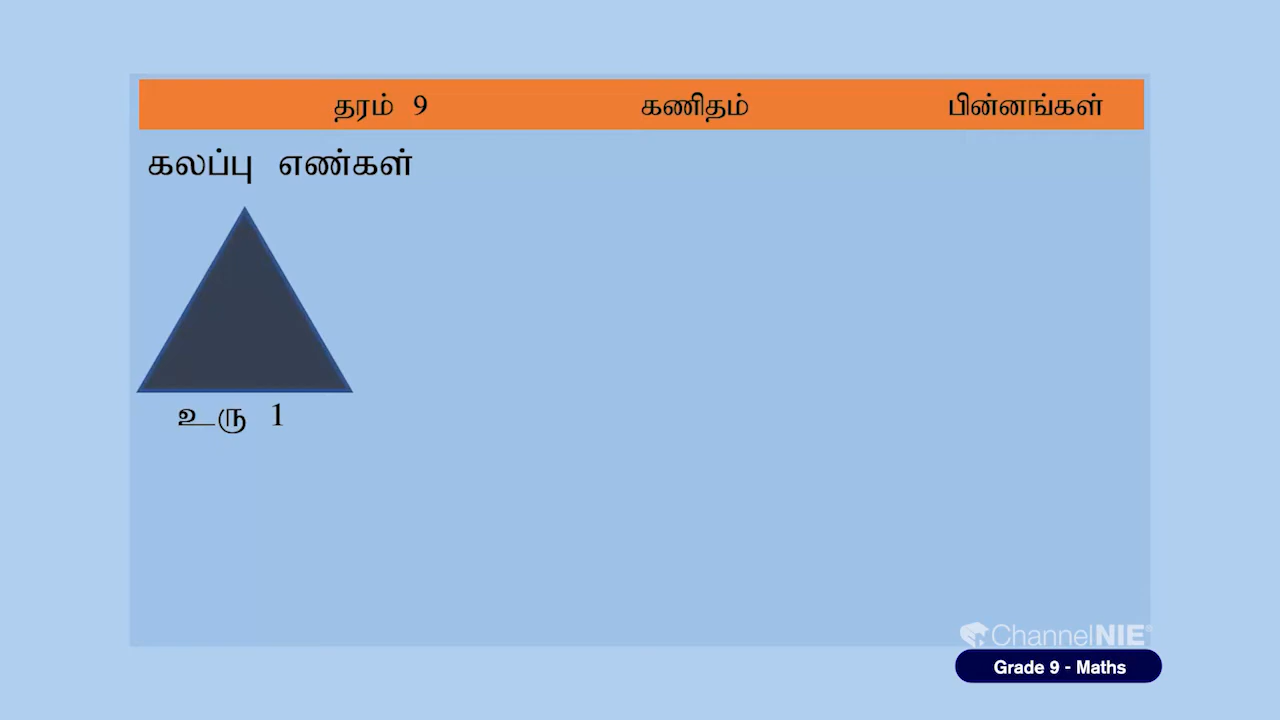 தரம் 9 கணிதம் பின்னங்கள்
கலப்பு எண்கள்
உரு 1
ChannelNIE
Grade 9 - Maths